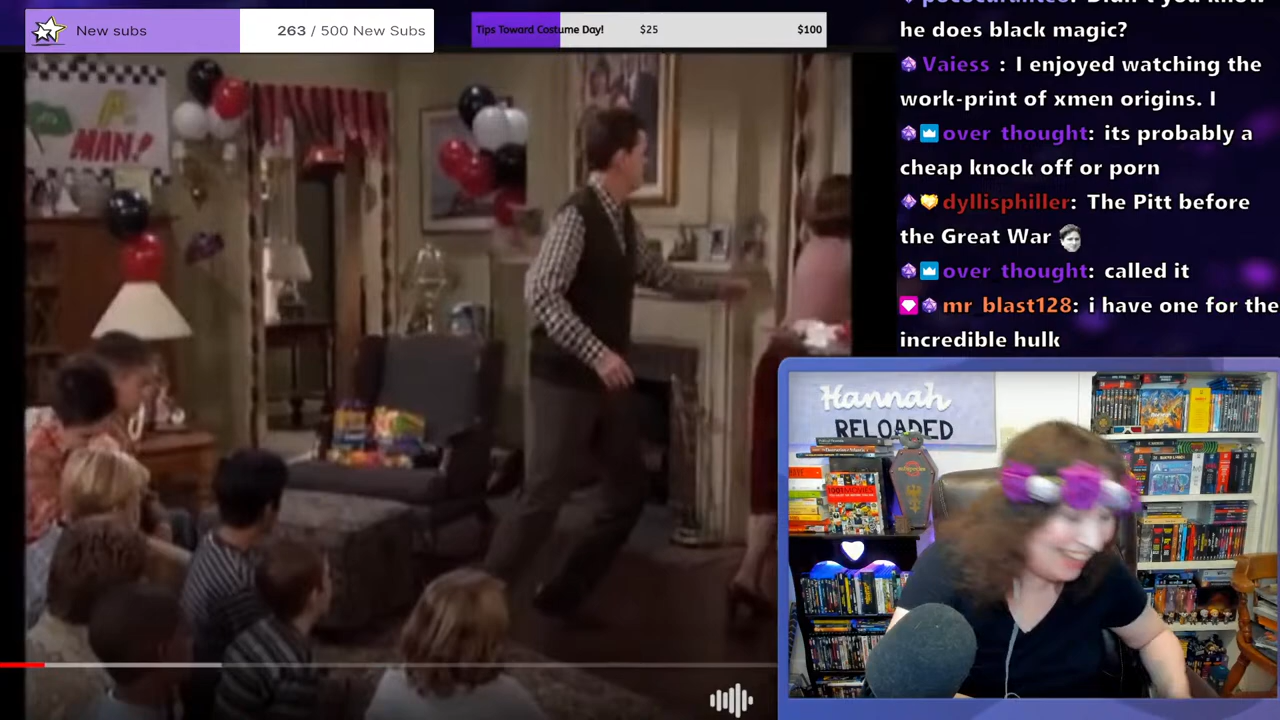 New subs
263 / 500 New Subs
Tips Toward Costume Day!
$25
$100
he does black magic?
Vaiess : I enjoyed watching the
work-print of xmen origins. I
over thought: its probably a
cheap knock off or porn
dyllisphiller: The Pitt before
the Great War
over thought: called it
mr_blast128: i have one for the
incredible hulk
MAN!
Hannah
RELOADED